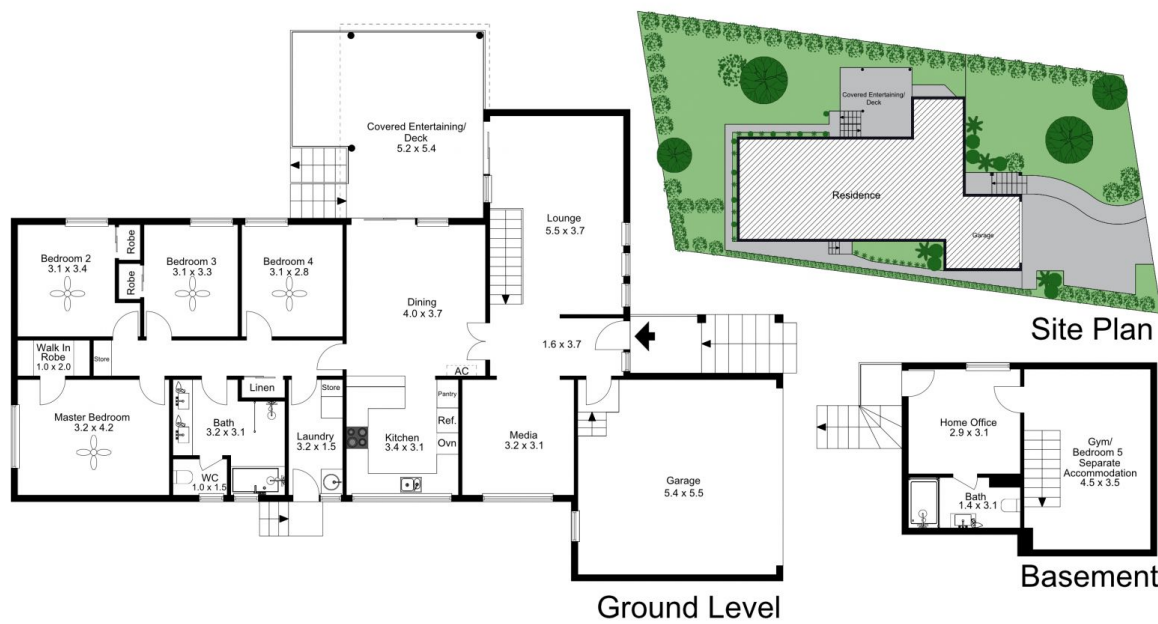 Covered Entertaining/
Deck
5.2 x 5.4
Lounge
5.5 x 3.7
Bedroom 2
3.1 x 3.4
Robe
Robe
Bedroom 3
3.1 x 3.3
Bedroom 4
3.1 x 2.8
Dining
4.0 x 3.7
1.6 x 3.7
AC
Walk In
Robe
1.0 x 2.0
Store
Linen
Store
Master Bedroom
3.2 x 4.2
Bath
3.2 x 3.1
WC
1.0 x 1.5
Laundry
3.2 x 1.5
Kitchen
3.4 x 3.1
Pantry
Ref.
Ovn
Media
3.2 x 3.1
Garage
5.4 x 5.5
Ground Level
Covered Entertaining/
Deck
Residence
Garage
Site Plan
Home Office
2.9 x 3.1
Gym/
Bedroom 5
Separate
Accommodation
4.5 x 3.5
Bath
1.4 x 3.1
Basement